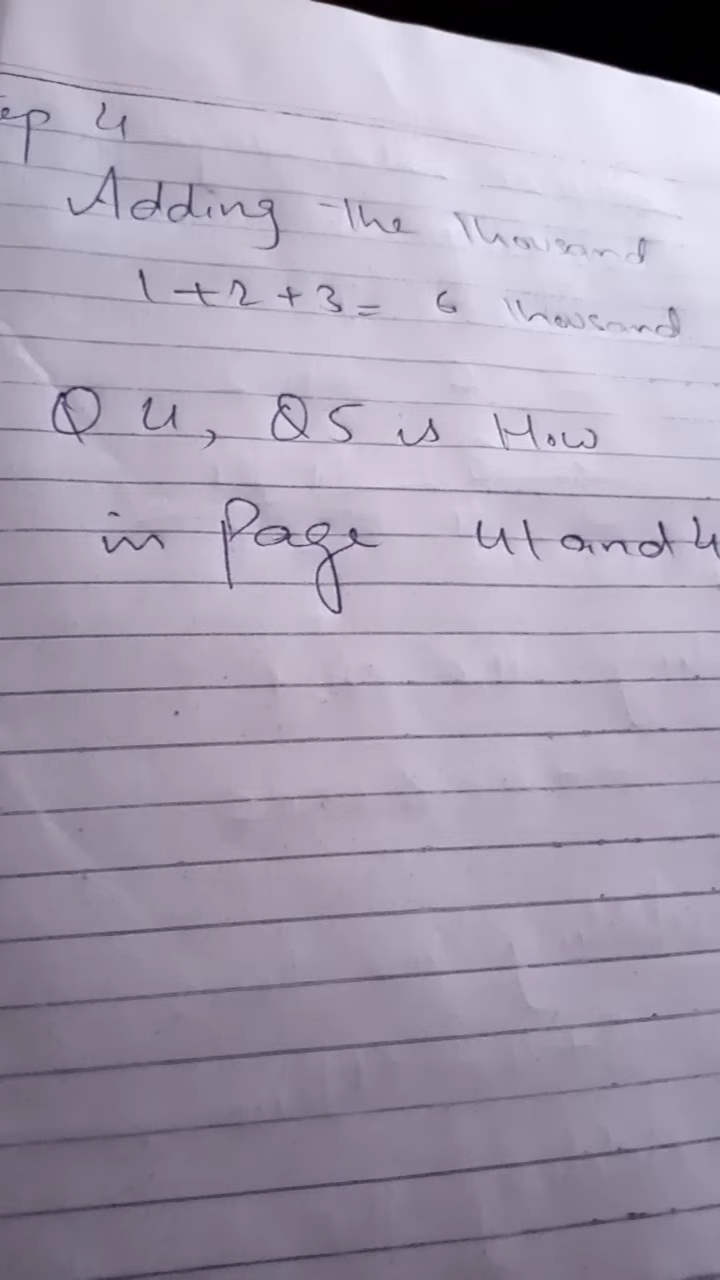 ep 4
Adding the Thousand
1+2+3= 6 Thousand
Q 4, Q5 is How
in Page 41 and 4